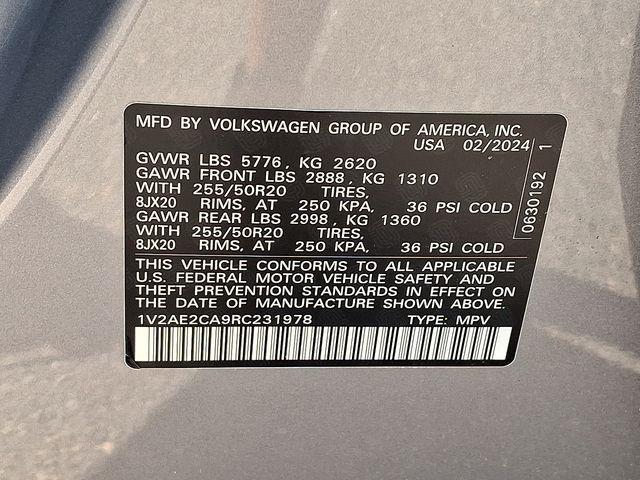 MFD BY VOLKSWAGEN GROUP OF AMERICA, INC.
USA 02/2024
GVWR LBS 5776, KG 2620
GAWR FRONT LBS 2888, KG 1310
WITH 255/50R20 TIRES,
8JX20 RIMS, AT 250 KPA, 36 PSI COLD
GAWR REAR LBS 2998, KG 1360
WITH 255/50R20 TIRES,
8JX20 RIMS, AT 250 KPA, 36 PSI COLD
0630192 1
THIS VEHICLE CONFORMS TO ALL APPLICABLE
U.S. FEDERAL MOTOR VEHICLE SAFETY AND
THEFT PREVENTION STANDARDS IN EFFECT ON
THE DATE OF MANUFACTURE SHOWN ABOVE.
1V2AE2CA9RC231978 TYPE: MPV